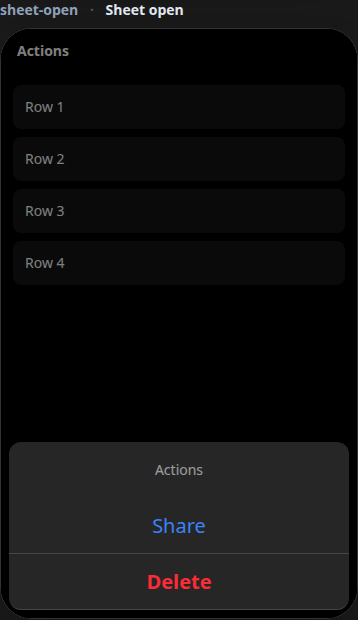 sheet-open · Sheet open
Actions
Row 1
Row 2
Row 3
Row 4
Actions
Share
Delete